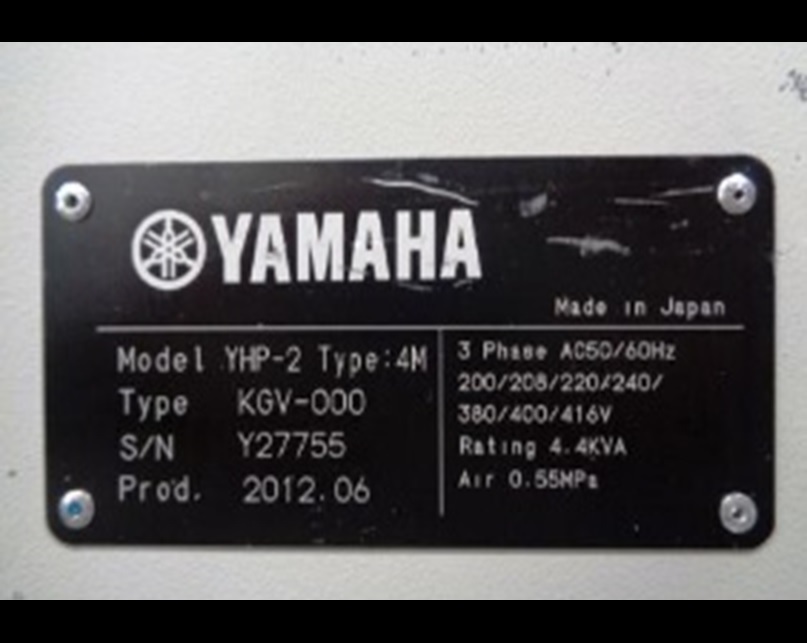 YAMAHA
Made in Japan
Model YHP-2 Type:4M
Type KGV-000
S/N Y27755
Prod. 2012.06
3 Phase AC50/60Hz
200/208/220/240/
380/400/416V
Rating 4.4KVA
Air 0.55MPa